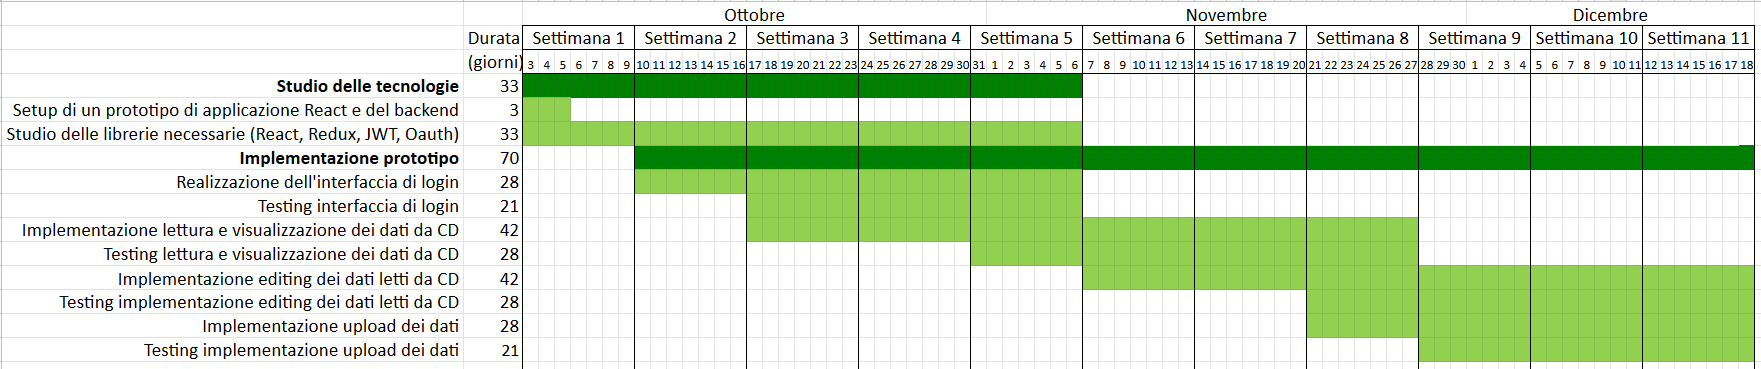 Ottobre Novembre Dicembre
Durata Settimana 1 Settimana 2 Settimana 3 Settimana 4 Settimana 5 Settimana 6 Settimana 7 Settimana 8 Settimana 9 Settimana 10 Settimana 11
(giorni) 3 4 5 6 7 8 9 10 11 12 13 14 15 16 17 18 19 20 21 22 23 24 25 26 27 28 29 30 31 1 2 3 4 5 6 7 8 9 10 11 12 13 14 15 16 17 18 19 20 21 22 23 24 25 26 27 28 29 30 1 2 3 4 5 6 7 8 9 10 11 12 13 14 15 16 17 18
Studio delle tecnologie 33
Setup di un prototipo di applicazione React e del backend 3
Studio delle librerie necessarie (React, Redux, JWT, Oauth) 33
Implementazione prototipo 70
Realizzazione dell'interfaccia di login 28
Testing interfaccia di login 21
Implementazione lettura e visualizzazione dei dati da CD 42
Testing lettura e visualizzazione dei dati da CD 28
Implementazione editing dei dati letti da CD 42
Testing implementazione editing dei dati letti da CD 28
Implementazione upload dei dati 28
Testing implementazione upload dei dati 21